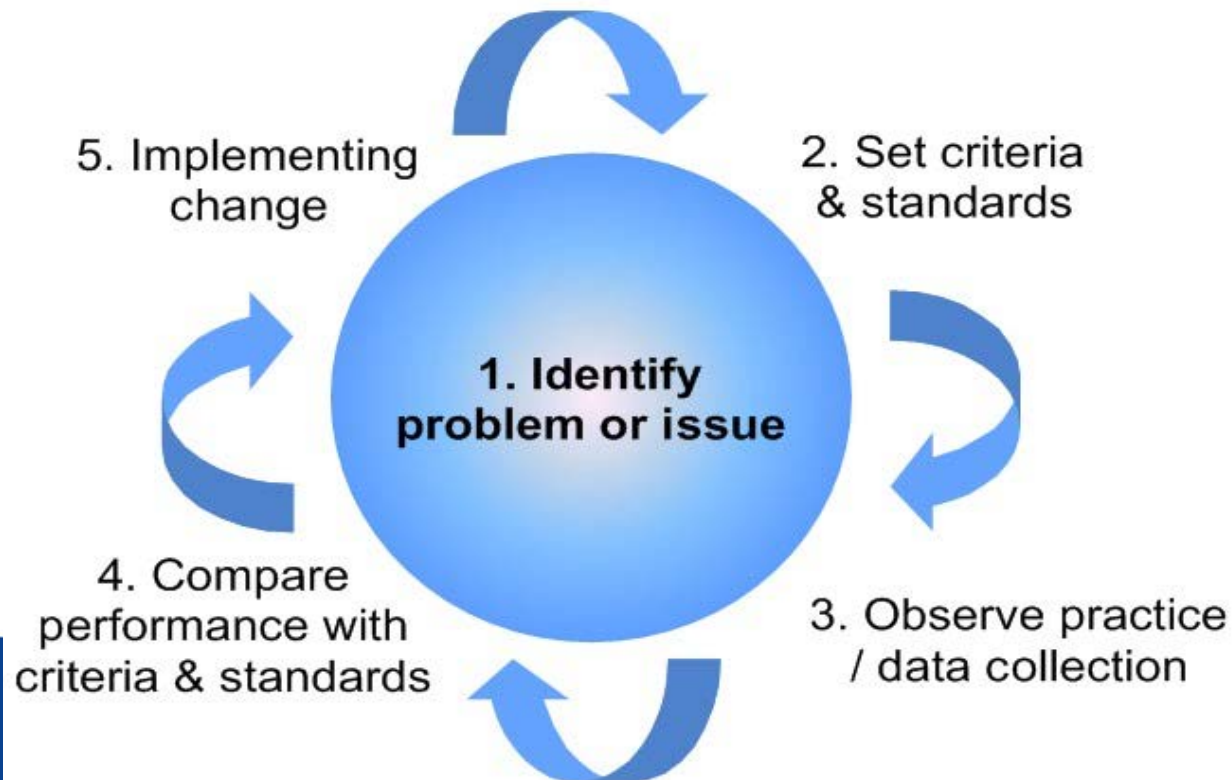 1. Identify
problem or issue
2. Set criteria
& standards
3. Observe practice
/ data collection
4. Compare
performance with
criteria & standards
5. Implementing
change